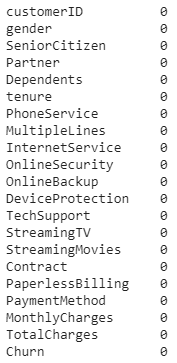 customerID 0
gender 0
SeniorCitizen 0
Partner 0
Dependents 0
tenure 0
PhoneService 0
MultipleLines 0
InternetService 0
OnlineSecurity 0
OnlineBackup 0
DeviceProtection 0
TechSupport 0
StreamingTV 0
StreamingMovies 0
Contract 0
PaperlessBilling 0
PaymentMethod 0
MonthlyCharges 0
TotalCharges 0
Churn 0